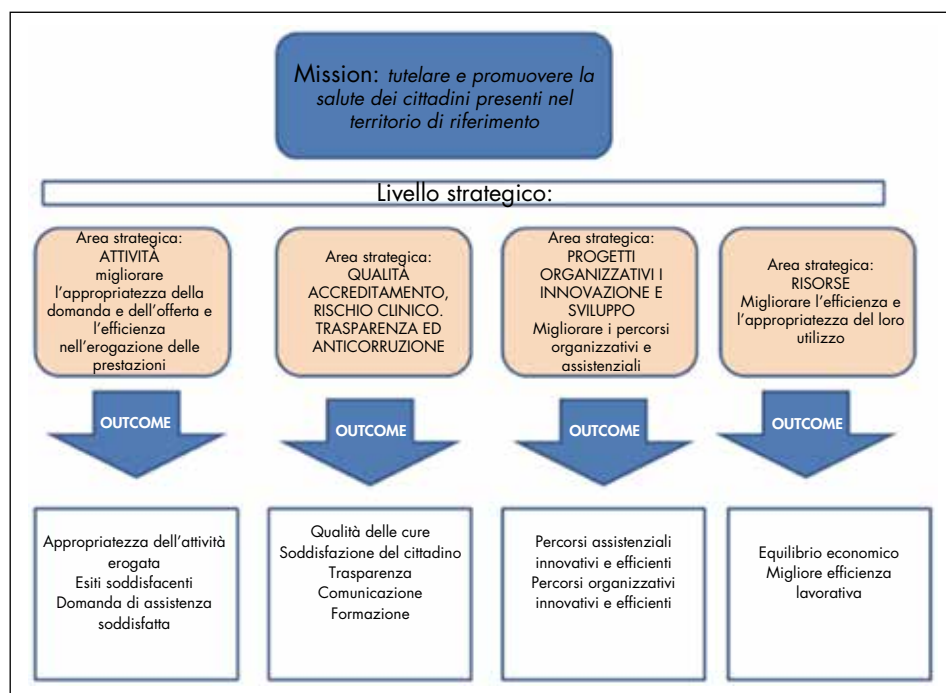 Mission: tutelare e promuovere la
salute dei cittadini presenti nel
territorio di riferimento
Livello strategico:
Area strategica:
ATTIVITÀ
migliorare
l'appropriatezza della
domanda e dell'offerta e
l'efficienza
nell'erogazione delle
prestazioni
Area strategica:
QUALITÀ
ACCREDITAMENTO,
RISCHIO CLINICO.
TRASPARENZA ED
ANTICORRUZIONE
Area strategica:
PROGETTI
ORGANIZZATIVI I
INNOVAZIONE E
SVILUPPO
Migliorare i percorsi
organizzativi e
assistenziali
Area strategica:
RISORSE
Migliorare l'efficienza e
l'appropriatezza del loro
utilizzo
OUTCOME
OUTCOME
OUTCOME
OUTCOME
Appropriatezza dell'attività
erogata
Esiti soddisfacenti
Domanda di assistenza
soddisfatta
Qualità delle cure
Soddisfazione del cittadino
Trasparenza
Comunicazione
Formazione
Percorsi assistenziali
innovativi e efficienti
Percorsi organizzativi
innovativi e efficienti
Equilibrio economico
Migliore efficienza
lavorativa